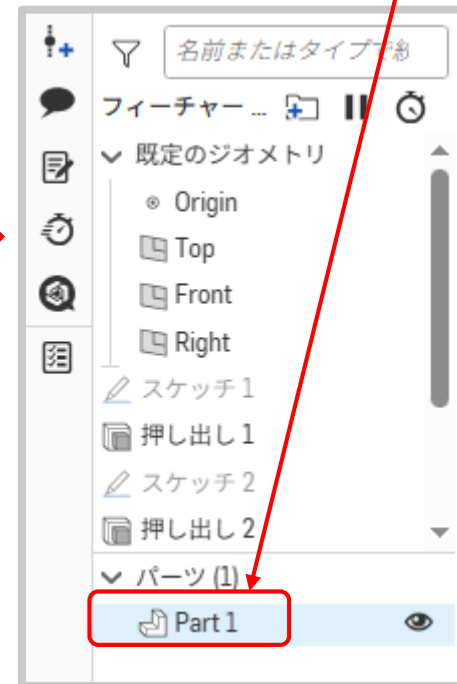 名前またはタイプで
フィーチャー ...
既定のジオメトリ
Origin
Top
Front
Right
スケッチ 1
押し出し 1
スケッチ 2
押し出し 2
パーツ (1)
Part 1